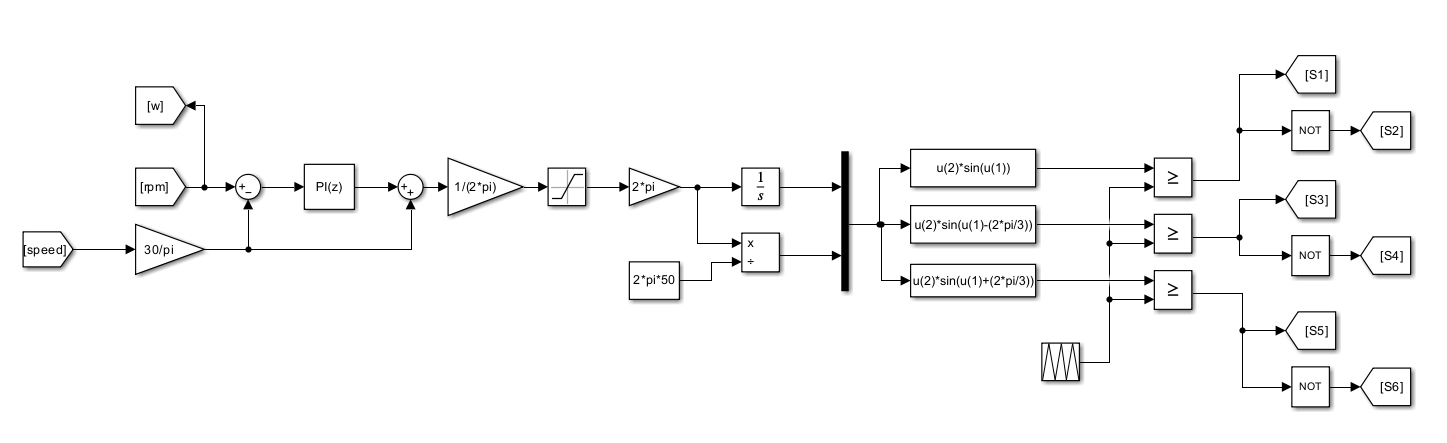 [w]
[rpm]
[speed]
30/pi
+
−
PI(z)
+
+
1/(2*pi)
2*pi
1
s
x
÷
2*pi*50
u(2)*sin(u(1))
u(2)*sin(u(1)-(2*pi/3))
u(2)*sin(u(1)+(2*pi/3))
≥
≥
≥
[S1]
NOT
[S2]
[S3]
NOT
[S4]
[S5]
NOT
[S6]